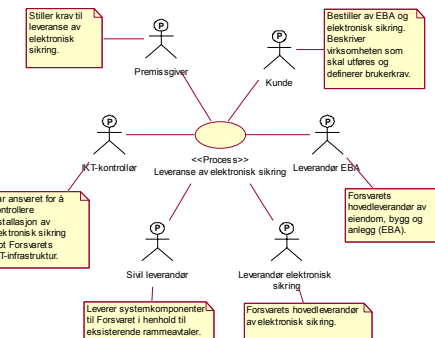 Stiller krav til
leveranse av
elektronisk
sikring.
P
Premissgiver
P
Kunde
Bestiller av EBA og
elektronisk sikring.
Beskriver
virksomheten som
skal utføres og
definerer brukerkrav.
P
IKT-kontrollør
<<Process>>
Leveranse av elektronisk sikring
P
Leverandør EBA
ar ansvaret for å
ontrollere
stallasjon av
ektronisk sikring
ot Forsvarets
T-infrastruktur.
Forsvarets
hovedleverandør av
eiendom, bygg og
anlegg (EBA).
P
Sivil leverandør
P
Leverandør elektronisk
sikring
Leverer systemkomponenter
til Forsvaret i henhold til
eksisterende rammeavtaler.
Forsvarets hovedleverandør
av elektronisk sikring.